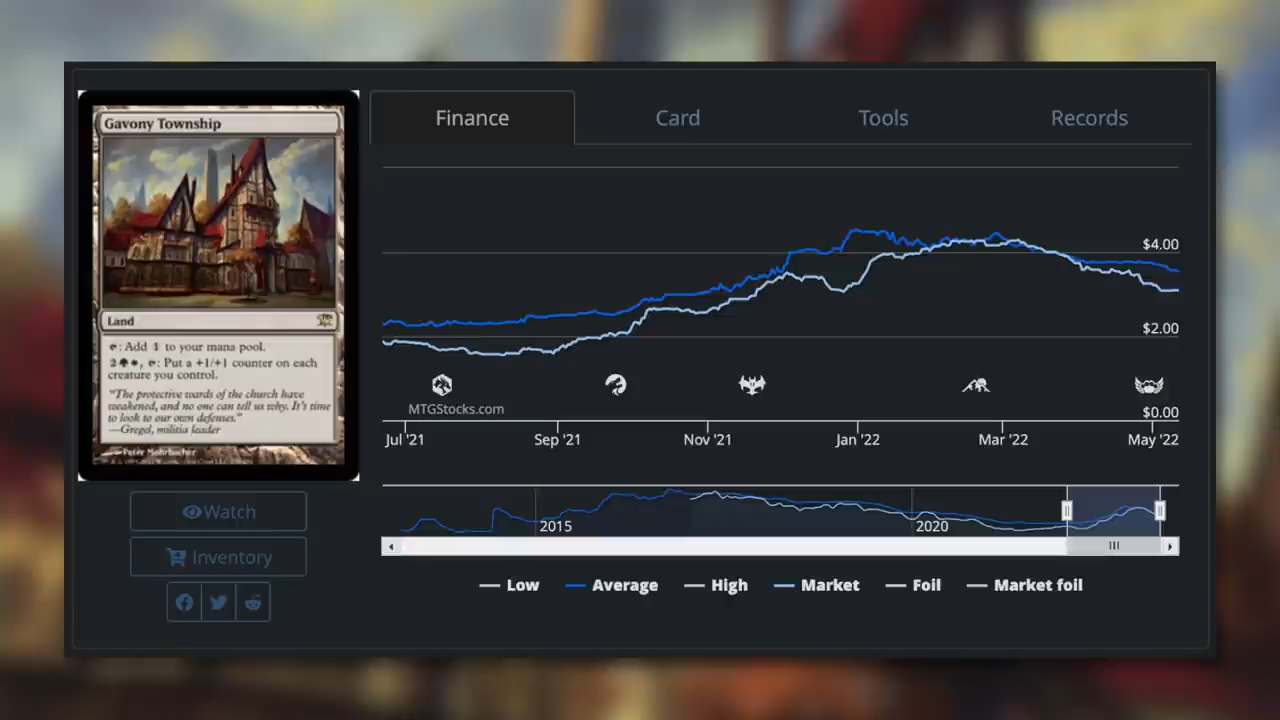 Gavony Township
Land
: Add 1 to your mana pool.
2 , : Put a +1/+1 counter on each
creature you control.
"The protective wards of the church have
weakened, and no one can tell us why. It's time
to look to our own defenses."
—Gregel, militia leader
Peter Mohrbacher
Watch
Inventory
Finance
Card
Tools
Records
$4.00
$2.00
$0.00
MTGStocks.com
Jul '21
Sep '21
Nov '21
Jan '22
Mar '22
May '22
2015
2020
Low
Average
High
Market
Foil
Market foil